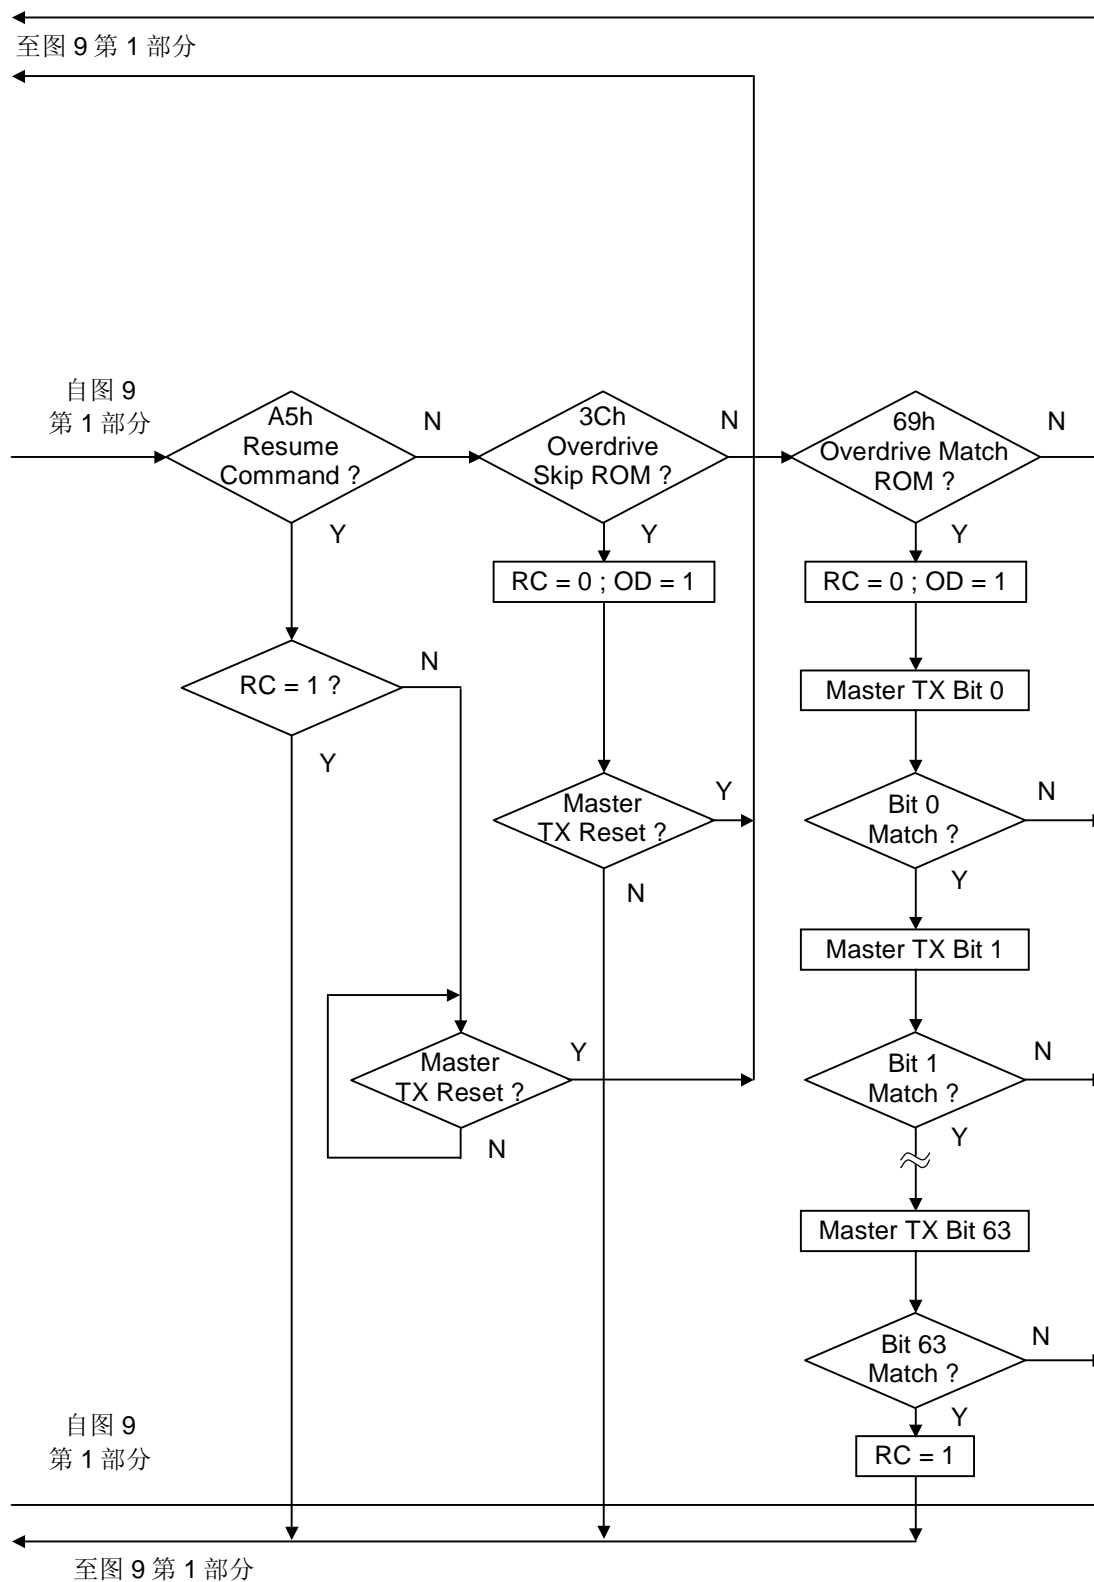 至图 9 第 1 部分
自图 9
第 1 部分
A5h
Resume
Command ?
N
3Ch
Overdrive
Skip ROM ?
N
69h
Overdrive Match
ROM ?
N
Y
Y
Y
RC = 0 ; OD = 1
RC = 0 ; OD = 1
RC = 1 ?
N
Master TX Bit 0
Y
Master
TX Reset ?
Y
Bit 0
Match ?
N
N
Y
Master TX Bit 1
Master
TX Reset ?
Y
Bit 1
Match ?
N
N
Y
Master TX Bit 63
Bit 63
Match ?
N
Y
自图 9
第 1 部分
RC = 1
至图 9 第 1 部分